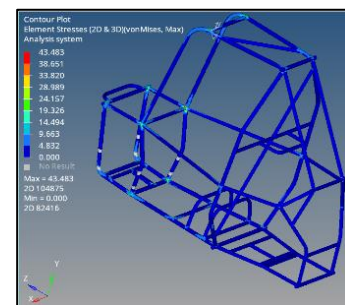 Contour Plot
Element Stresses (2D & 3D)(vonMises, Max)
Analysis system
43.483
38.651
33.820
28.989
24.157
19.326
14.494
9.663
4.832
0.000
No Result
Max = 43.483
2D 104875
Min = 0.000
2D 82416
Y
Z
X